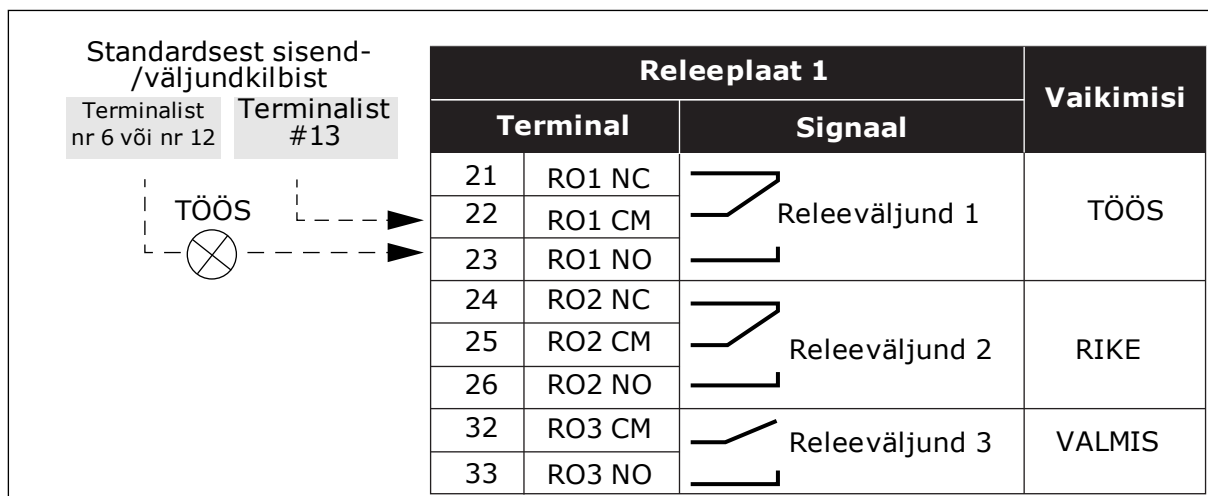 Standardsest sisend-
/väljundkilbist
Terminalist
nr 6 või nr 12
Terminalist
#13
TÖÖS
Releeplaat 1
Vaikimisi
Terminal
Signaal
21 RO1 NC
22 RO1 CM
23 RO1 NO
Releeväljund 1
TÖÖS
24 RO2 NC
25 RO2 CM
26 RO2 NO
Releeväljund 2
RIKE
32 RO3 CM
33 RO3 NO
Releeväljund 3
VALMIS